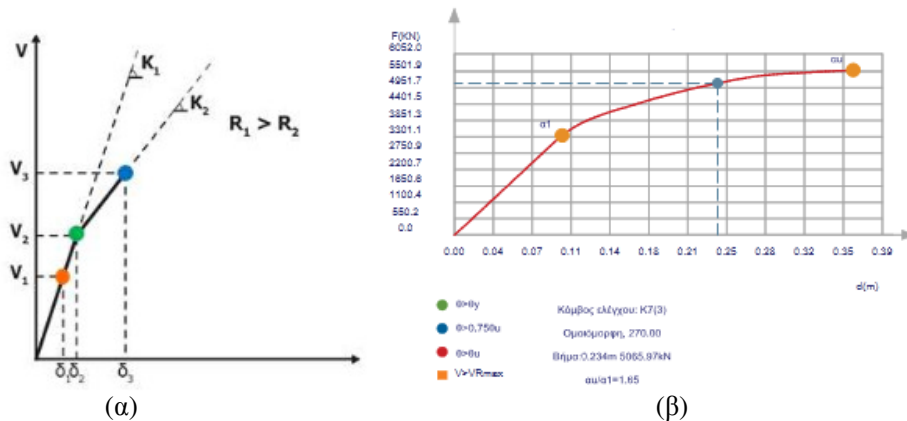 V
K1
K2
R1 > R2
V3
V2
V1
δ1 δ2 δ3
(α)
F(KN)
6052.0
5501.9
4951.7
4401.5
3851.3
3301.1
2750.9
2200.7
1650.6
1100.4
550.2
0.0
α1
αu
0.00 0.04 0.07 0.11 0.14 0.18 0.21 0.25 0.28 0.32 0.36 0.39
d(m)
θ>θy
θ>0,75θu
θ>θu
V>VRmax
Κόμβος ελέγχου: K7(3)
Ομοιόμορφη, 270.00
Βήμα:0.234m 5065.97kN
αu/α1=1.65
(β)